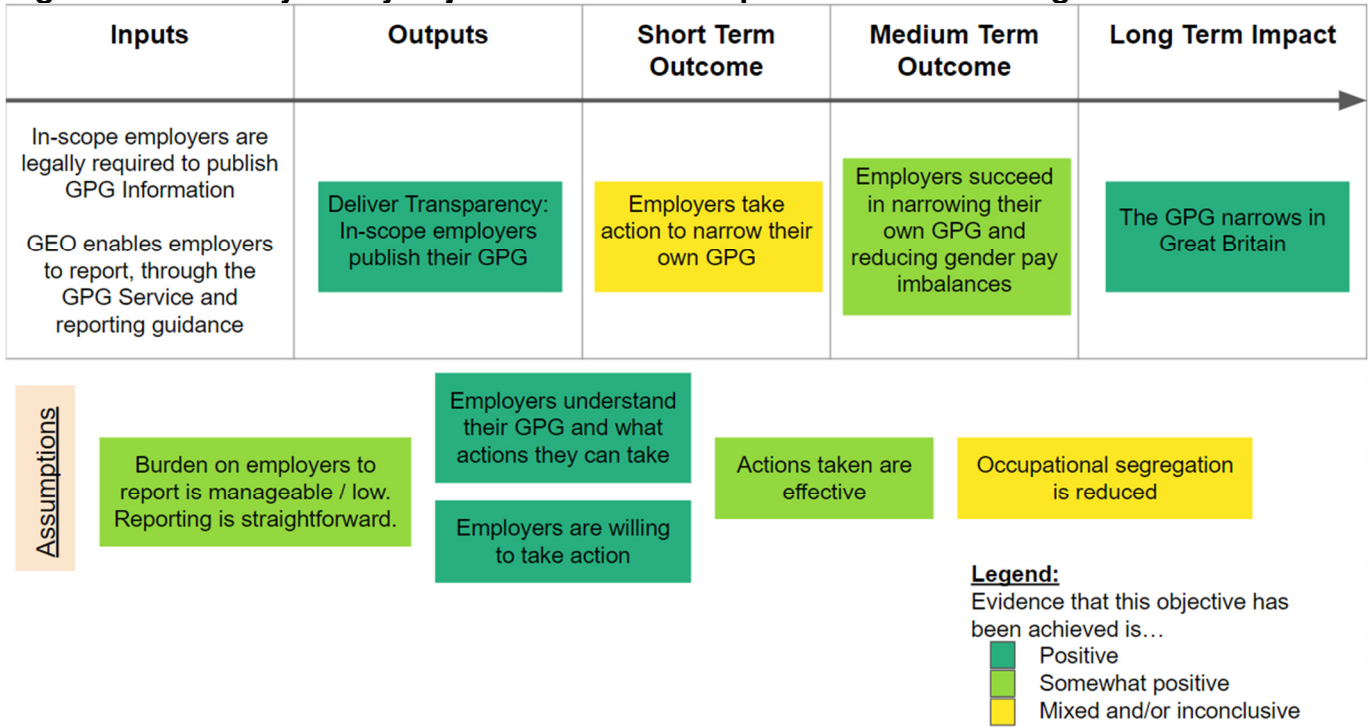 Inputs
Outputs
Short Term
Outcome
Medium Term
Outcome
Long Term Impact
In-scope employers are
legally required to publish
GPG Information
GEO enables employers
to report, through the
GPG Service and
reporting guidance
Deliver Transparency:
In-scope employers
publish their GPG
Employers take
action to narrow their
own GPG
Employers succeed
in narrowing their
own GPG and
reducing gender pay
imbalances
The GPG narrows in
Great Britain
Assumptions
Burden on employers to
report is manageable / low.
Reporting is straightforward.
Employers understand
their GPG and what
actions they can take
Employers are willing
to take action
Actions taken are
effective
Occupational segregation
is reduced
Legend:
Evidence that this objective has
been achieved is…
Positive
Somewhat positive
Mixed and/or inconclusive